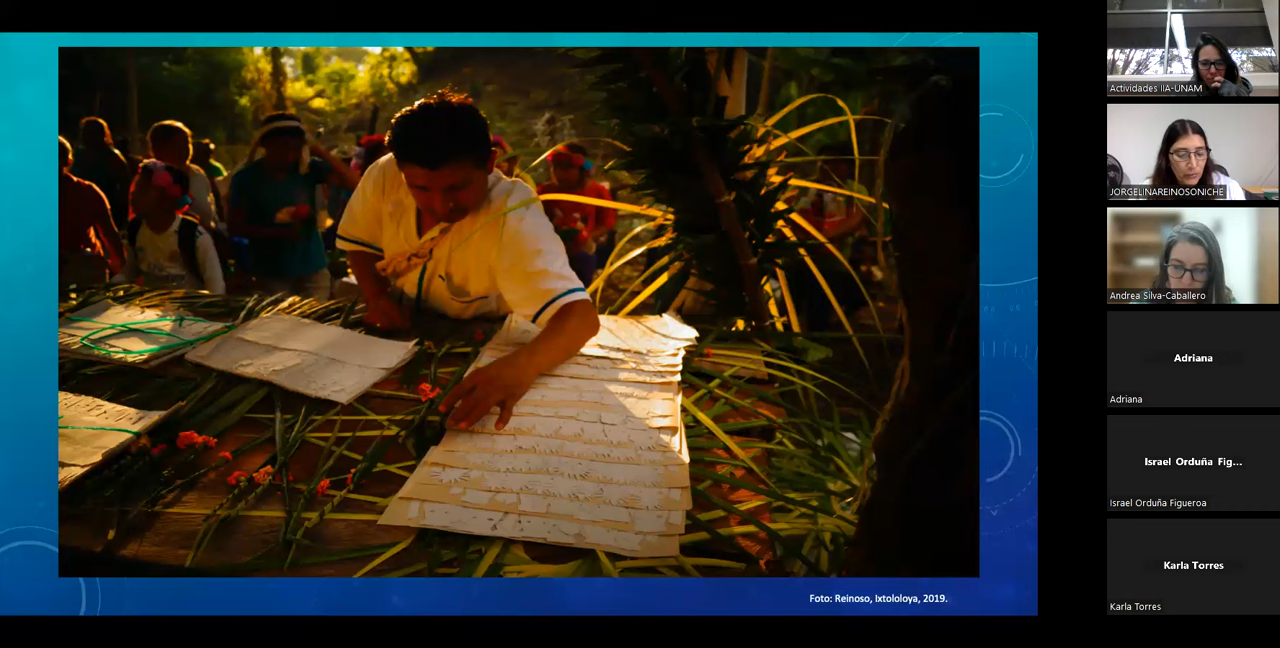 Foto: Reinoso, Ixtololoya, 2019.
Actividades IIA-UNAM
JORGELINAREINOSONICHE
Andrea Silva-Caballero
Adriana
Adriana
Israel Orduña Fig...
Israel Orduña Figueroa
Karla Torres
Karla Torres